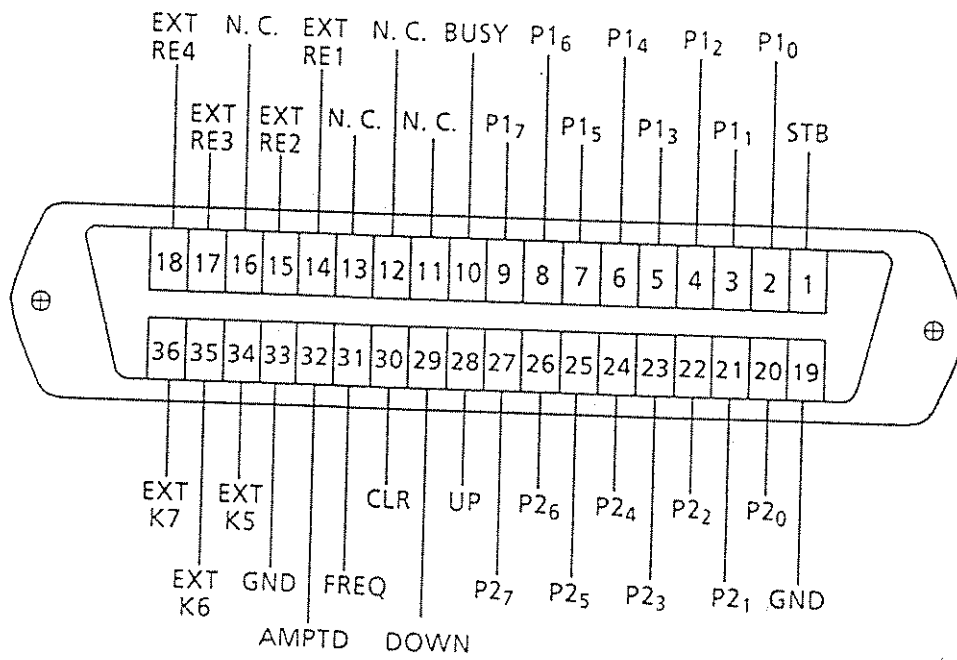 EXT RE4 N. C. EXT RE1 N. C. BUSY P1₆ P1₄ P1₂ P1₀
EXT RE3 EXT RE2 N. C. N. C. P1₇ P1₅ P1₃ P1₁ STB
18 17 16 15 14 13 12 11 10 9 8 7 6 5 4 3 2 1
36 35 34 33 32 31 30 29 28 27 26 25 24 23 22 21 20 19
EXT K7 EXT K5 CLR UP P2₆ P2₄ P2₂ P2₀
EXT K6 GND FREQ P2₇ P2₅ P2₃ P2₁ GND
AMPTD DOWN